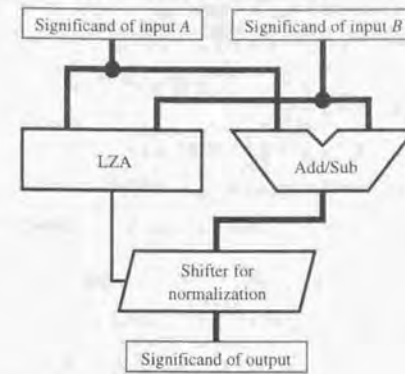 Significand of input A
Significand of input B
LZA
Add/Sub
Shifter for
normalization
Significand of output